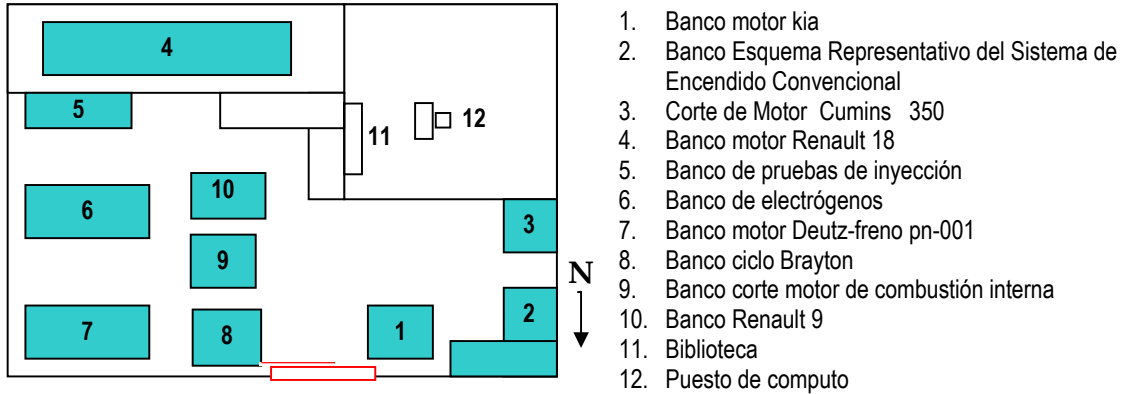 4
5
11
12
10
6
3
9
N
2
7
8
1
1. Banco motor kia
2. Banco Esquema Representativo del Sistema de
Encendido Convencional
3. Corte de Motor Cumins 350
4. Banco motor Renault 18
5. Banco de pruebas de inyección
6. Banco de electrógenos
7. Banco motor Deutz-freno pn-001
8. Banco ciclo Brayton
9. Banco corte motor de combustión interna
10. Banco Renault 9
11. Biblioteca
12. Puesto de computo